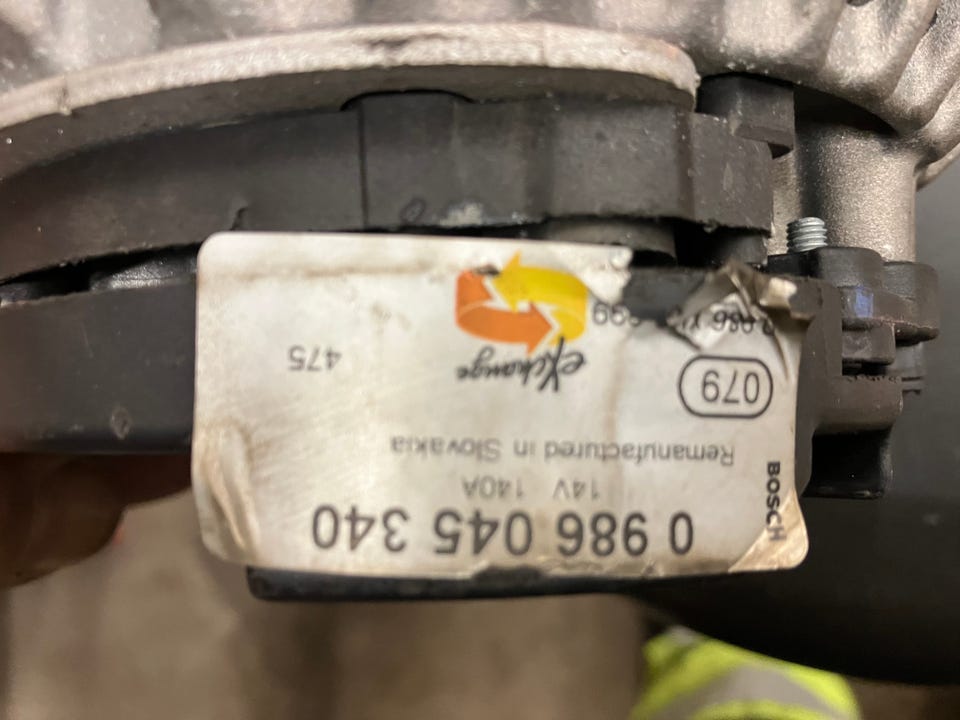 BOSCH
0 986 045 340
14V 140A
Remanufactured in Slovakia
079
eXchange
475